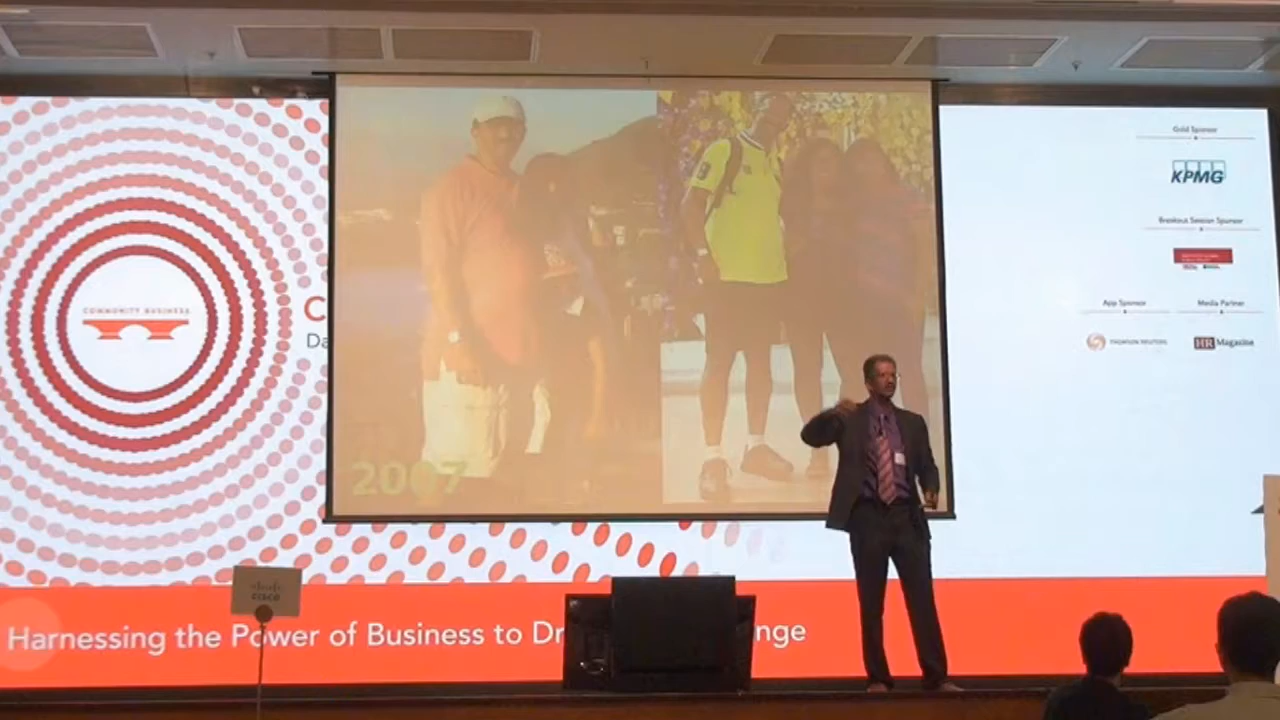 COMMUNITY BUSINESS
C
Da
2007
Gold Sponsor
KPMG
Breakout Session Sponsor
App Sponsor
Media Partner
THOMSON REUTERS
HR Magazine
cisco
Harnessing the Power of Business to Dr
nge